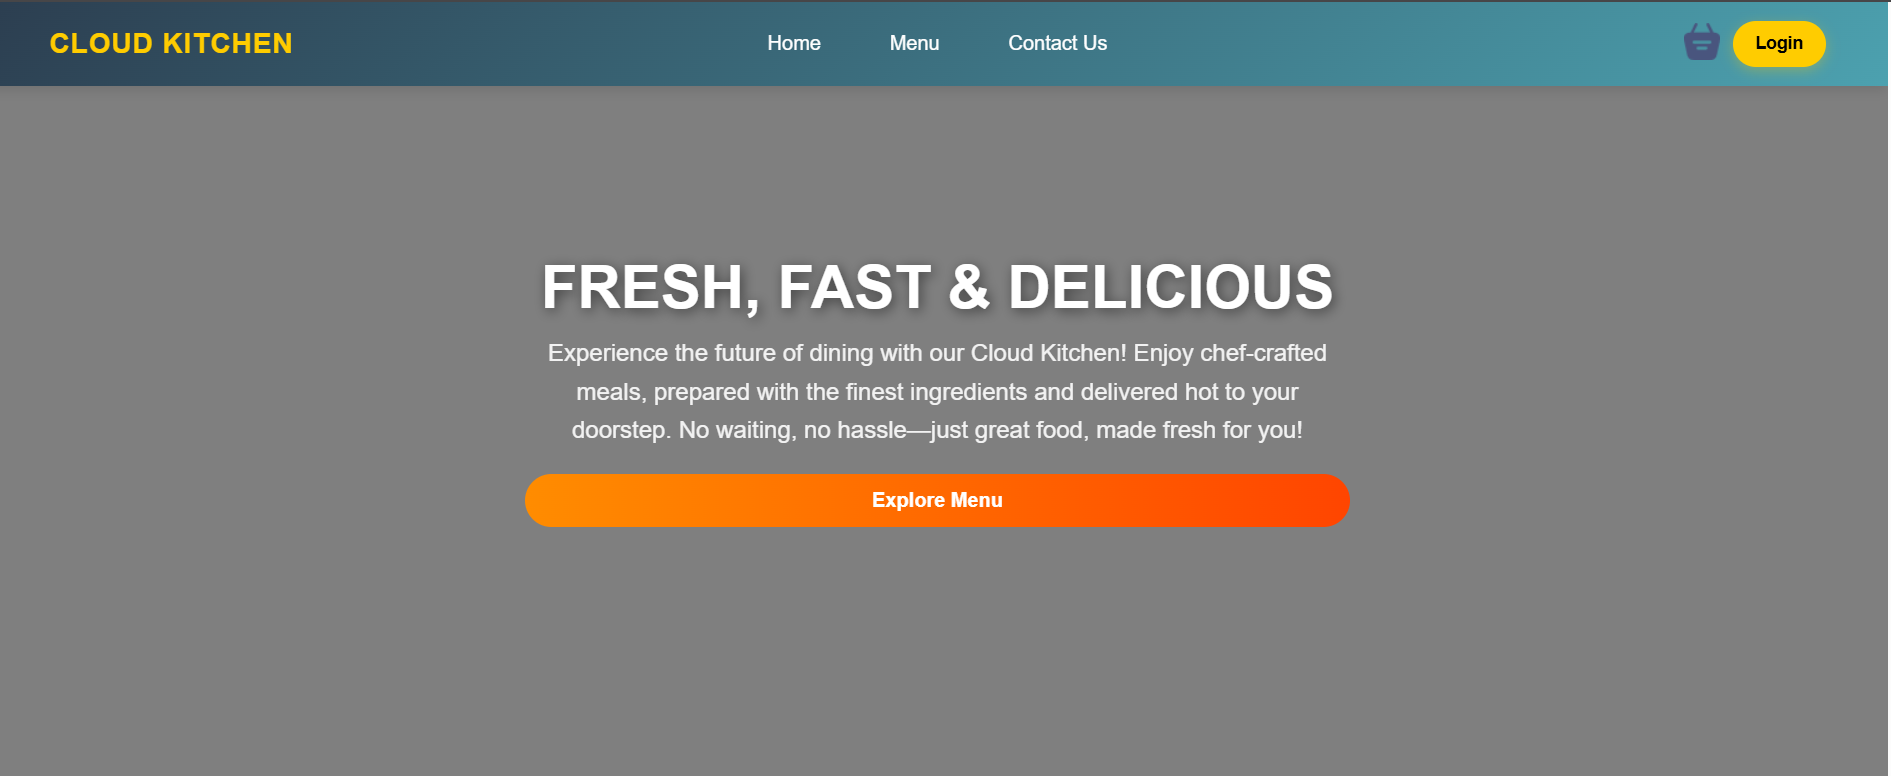 CLOUD KITCHEN
Home
Menu
Contact Us
Login
FRESH, FAST & DELICIOUS
Experience the future of dining with our Cloud Kitchen! Enjoy chef-crafted
meals, prepared with the finest ingredients and delivered hot to your
doorstep. No waiting, no hassle—just great food, made fresh for you!
Explore Menu